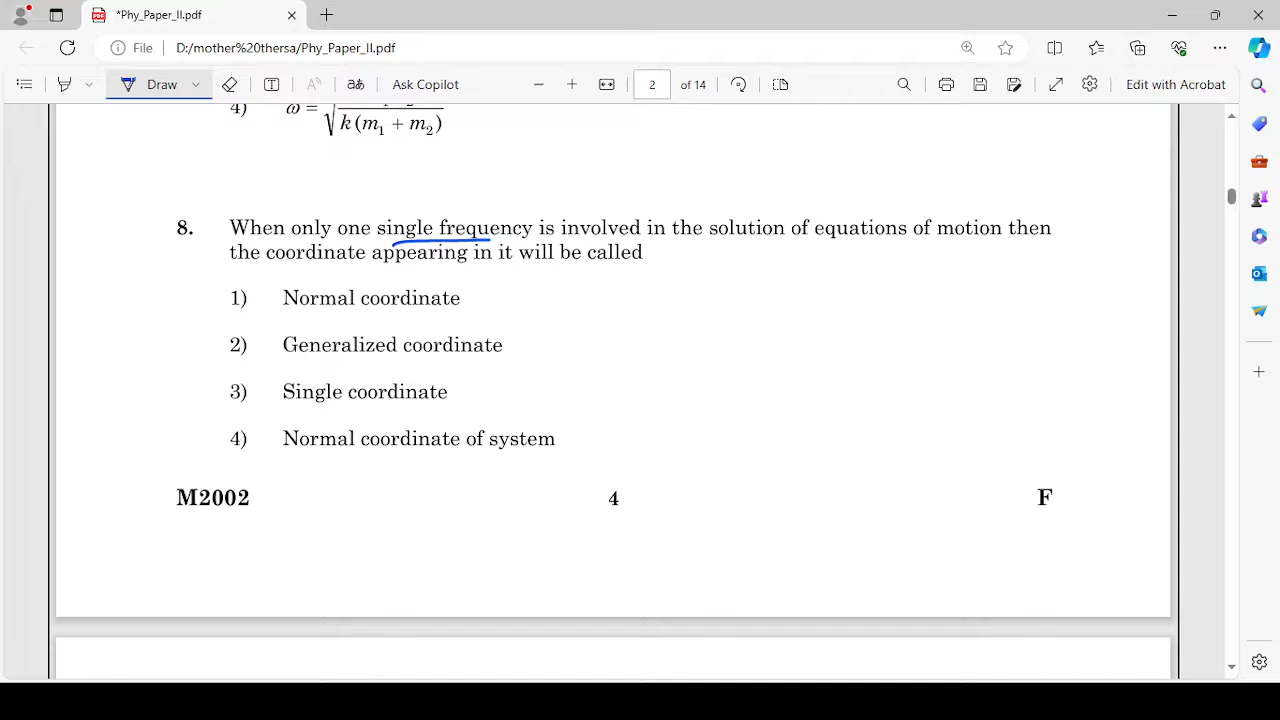 *Phy_Paper_II.pdf
File D:/mother%20thersa/Phy_Paper_II.pdf
Draw Ask Copilot 2 of 14 Edit with Acrobat
4) ω = √ k (m₁ + m₂)
8. When only one single frequency is involved in the solution of equations of motion then
the coordinate appearing in it will be called
1) Normal coordinate
2) Generalized coordinate
3) Single coordinate
4) Normal coordinate of system
M2002 4 F